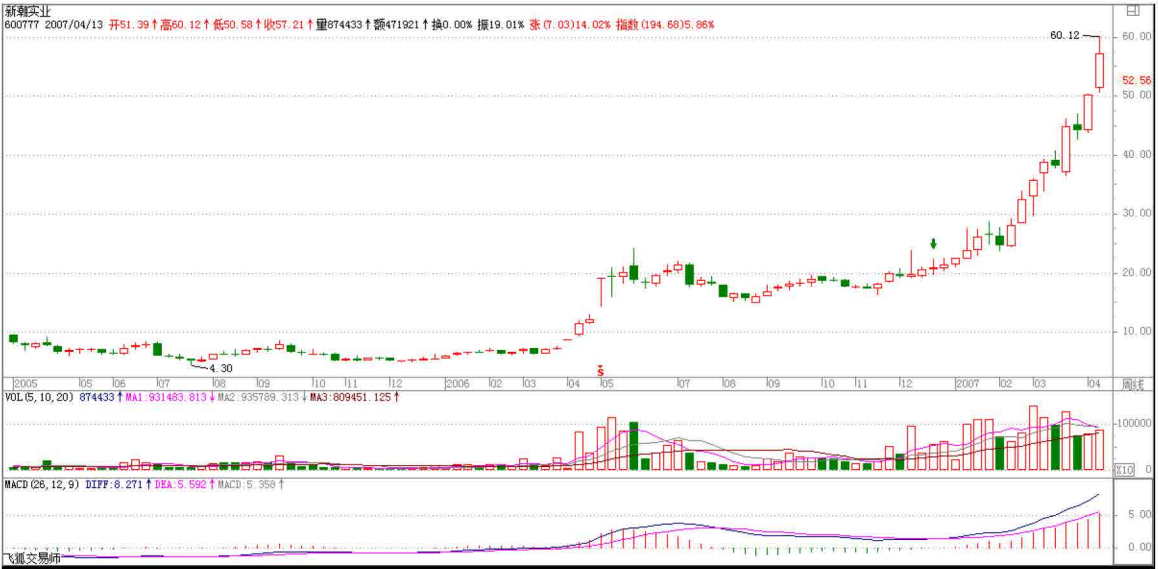 新潮实业
600777 2007/04/13 开51.39↑高60.12↑低50.58↑收57.21↑量874433↑额471921↑换0.00% 振19.01% 涨(7.03)14.02% 指数(194.68)5.86%
60.12
60.00
52.56
50.00
40.00
30.00
20.00
10.00
4.30
S
2005 05 06 07 08 09 10 11 12 2006 02 03 04 05 07 08 09 10 11 12 2007 02 03 04 周线
VOL(5,10,20) 874433↑MA1:931483.813↓MA2:935789.313↓MA3:809451.125↑
100000
X10 0
MACD(26,12,9) DIFF:8.271↑DEA:5.592↑MACD:5.358↑
5.00
0.00
飞狐交易师